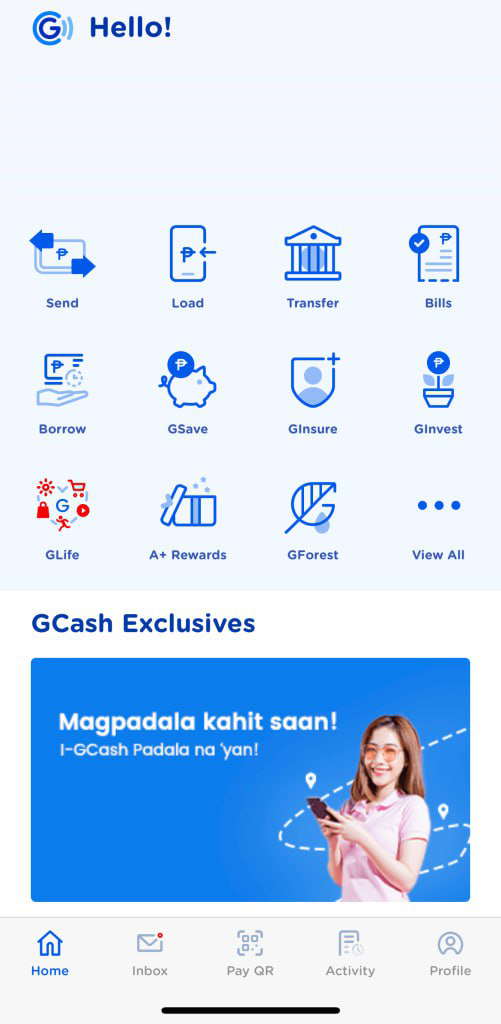 Hello!
Send
Load
Transfer
Bills
Borrow
GSave
GInsure
GInvest
GLife
A+ Rewards
GForest
View All
GCash Exclusives
Magpadala kahit saan!
I-GCash Padala na 'yan!
Home
Inbox
Pay QR
Activity
Profile